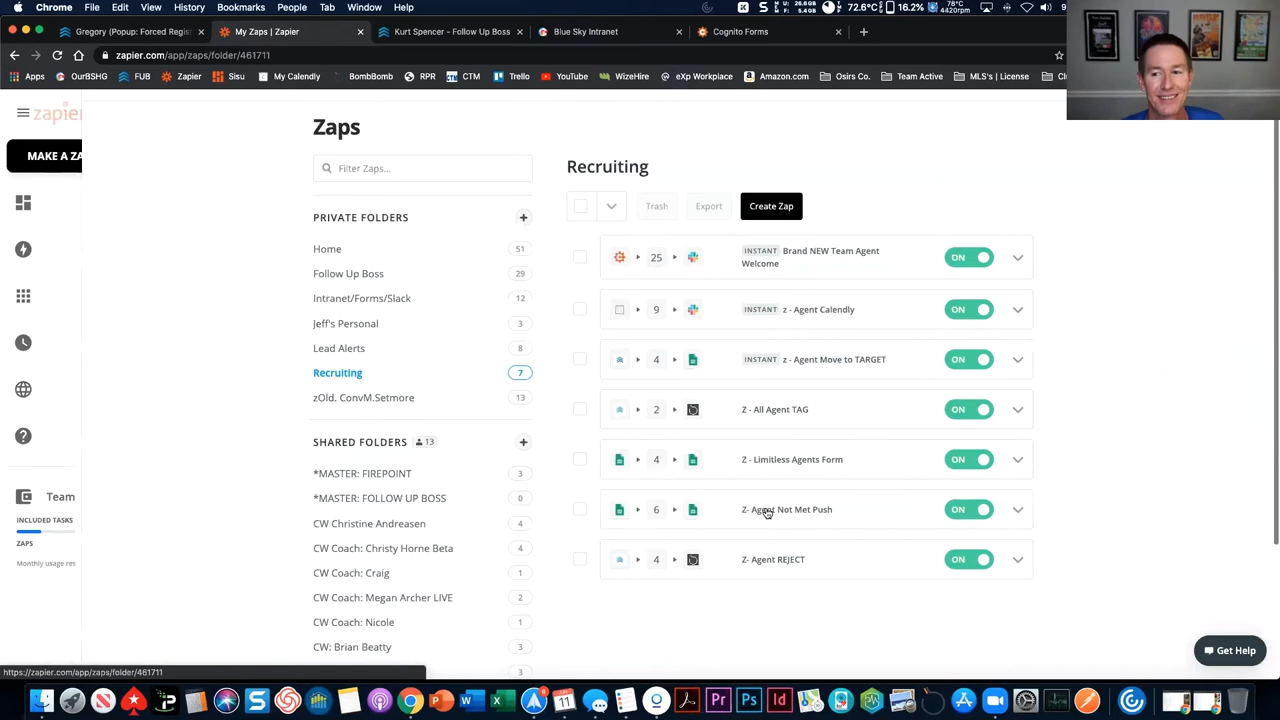 Chrome File Edit View History Bookmarks People Tab Window Help
72.6°C 16.2% 78°C 4420rpm
Gregory (Popup: Forced Regist
My Zaps | Zapier
Kurt Spencer - Follow Up Boss
Blue Sky Intranet
Cognito Forms
zapier.com/app/zaps/folder/461711
Apps OurBSHG FUB Zapier Sisu My Calendly BombBomb RPR CTM Trello YouTube WizeHire eXp Workplace Amazon.com Osiris Co. Team Active MLS's | License
zapier
MAKE A ZA
Zaps
Filter Zaps...
PRIVATE FOLDERS
Home 51
Follow Up Boss 29
Intranet/Forms/Slack 12
Jeff's Personal 3
Lead Alerts 8
Recruiting 7
zOld. ConvM.Setmore 13
SHARED FOLDERS 13
*MASTER: FIREPOINT 3
*MASTER: FOLLOW UP BOSS 0
CW Christine Andreasen 4
CW Coach: Christy Horne Beta 4
CW Coach: Craig 1
CW Coach: Megan Archer LIVE 2
CW Coach: Nicole 1
CW: Brian Beatty 3
3
Recruiting
Trash Export Create Zap
25 INSTANT Brand NEW Team Agent
Welcome
ON
9 INSTANT z - Agent Calendly ON
4 INSTANT z - Agent Move to TARGET ON
2 Z - All Agent TAG ON
4 Z - Limitless Agents Form ON
6 Z- Agent Not Met Push ON
4 Z- Agent REJECT ON
Team
INCLUDED TASKS
ZAPS
Monthly usage res
Get Help
https://zapier.com/app/zaps/folder/461711